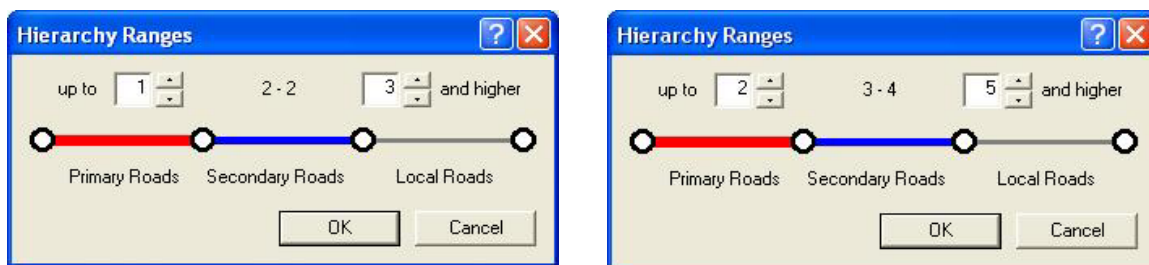 Hierarchy Ranges
up to 1 2 - 2 3 and higher
Primary Roads Secondary Roads Local Roads
OK Cancel
Hierarchy Ranges
up to 2 3 - 4 5 and higher
Primary Roads Secondary Roads Local Roads
OK Cancel